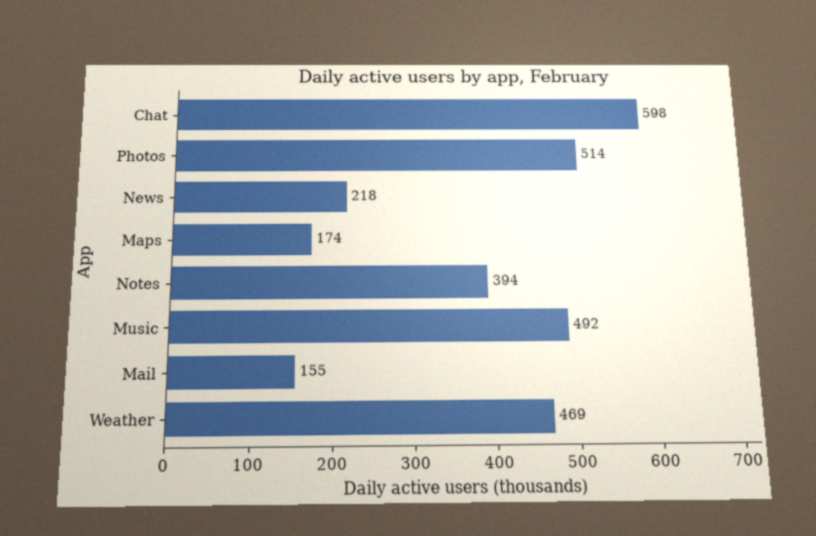 Daily active users by app, February
Chat 598
Photos 514
News 218
Maps 174
Notes 394
Music 492
Mail 155
Weather 469
App
0 100 200 300 400 500 600 700
Daily active users (thousands)